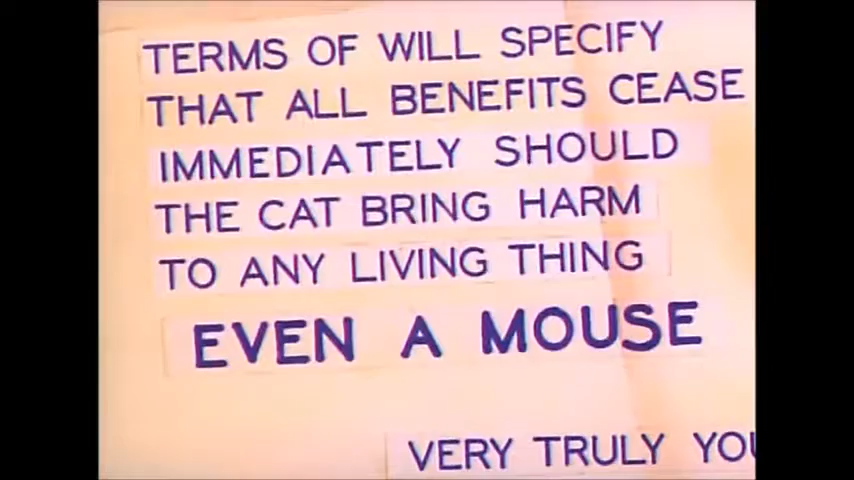 TERMS OF WILL SPECIFY
THAT ALL BENEFITS CEASE
IMMEDIATELY SHOULD
THE CAT BRING HARM
TO ANY LIVING THING
EVEN A MOUSE
VERY TRULY YOU